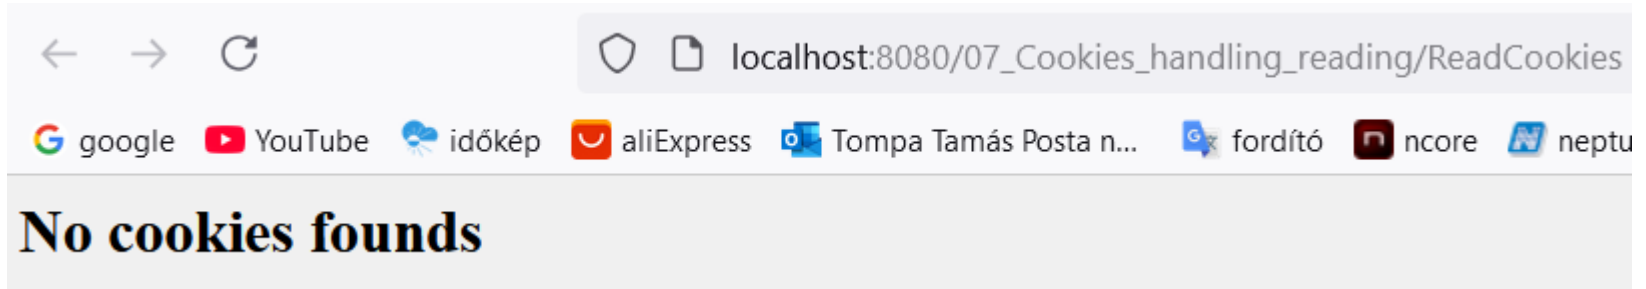 localhost:8080/07_Cookies_handling_reading/ReadCookies
google YouTube időkép aliExpress Tompa Tamás Posta n... fordító ncore neptu
No cookies founds